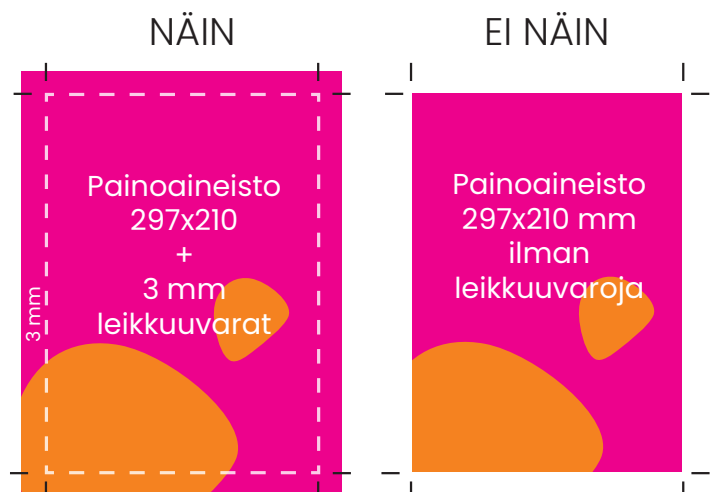 NÄIN
Painoaineisto
297x210
+
3 mm
leikkuuvarat
3 mm
EI NÄIN
Painoaineisto
297x210 mm
ilman
leikkuuvaroja